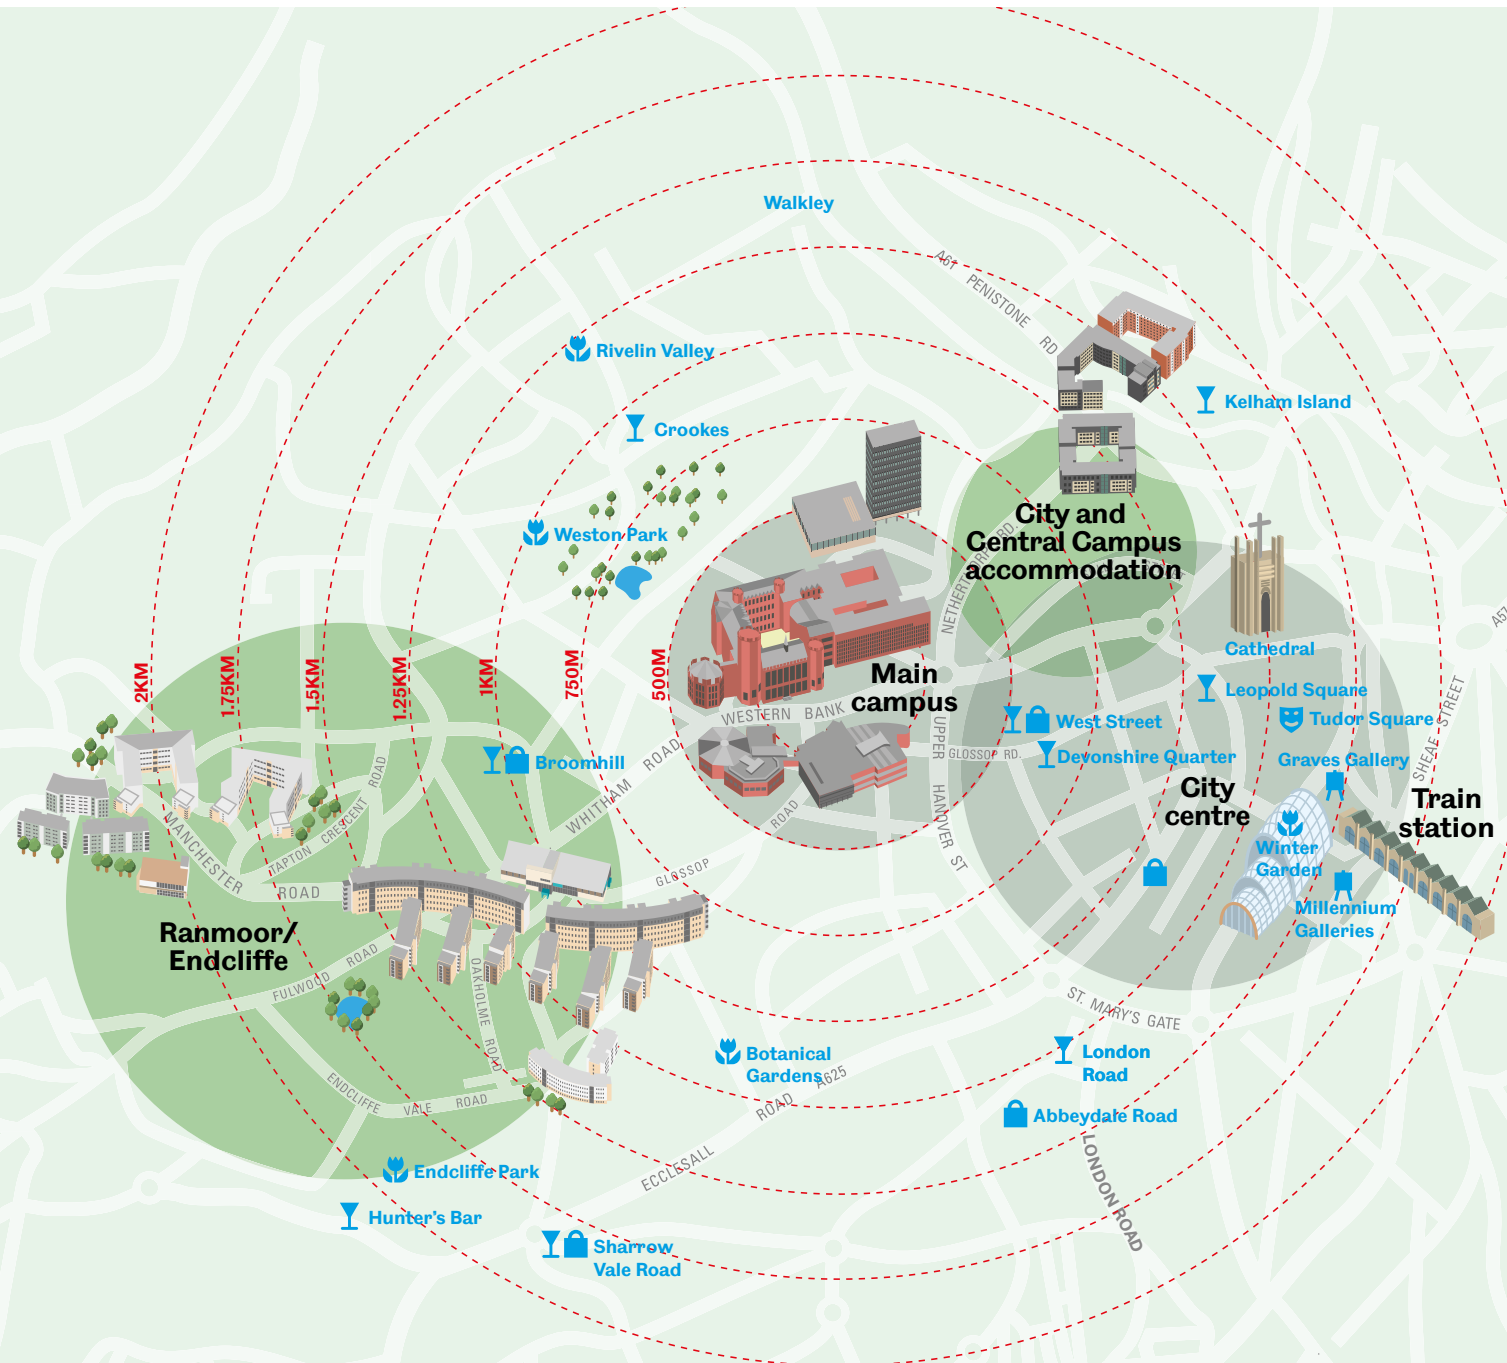 Walkley
A61 PENISTONE
RD
Rivelin Valley
Kelham Island
Crookes
City and
Central Campus
accommodation
Weston Park
NETHERTHORPE RD.
Cathedral
2KM
1.75KM
1.5KM
1.25KM
1KM
750M
500M
Main
campus
WESTERN BANK
Leopold Square
West Street
Tudor Square
SHEAF STREET
UPPER
HANOVER ST
GLOSSOP RD.
Devonshire Quarter
Graves Gallery
Broomhill
WHITHAM ROAD
City
centre
Train
station
MANCHESTER
ROAD
TAPTON CRESCENT ROAD
GLOSSOP
ROAD
Winter
Garden
Millennium
Galleries
Ranmoor/
Endcliffe
FULWOOD ROAD
OAKHOLME ROAD
ST. MARY'S GATE
Botanical
Gardens
London
Road
ENDCLIFFE
VALE ROAD
ECCLESALL
ROAD A625
Abbeydale Road
LONDON ROAD
Endcliffe Park
Hunter's Bar
Sharrow
Vale Road